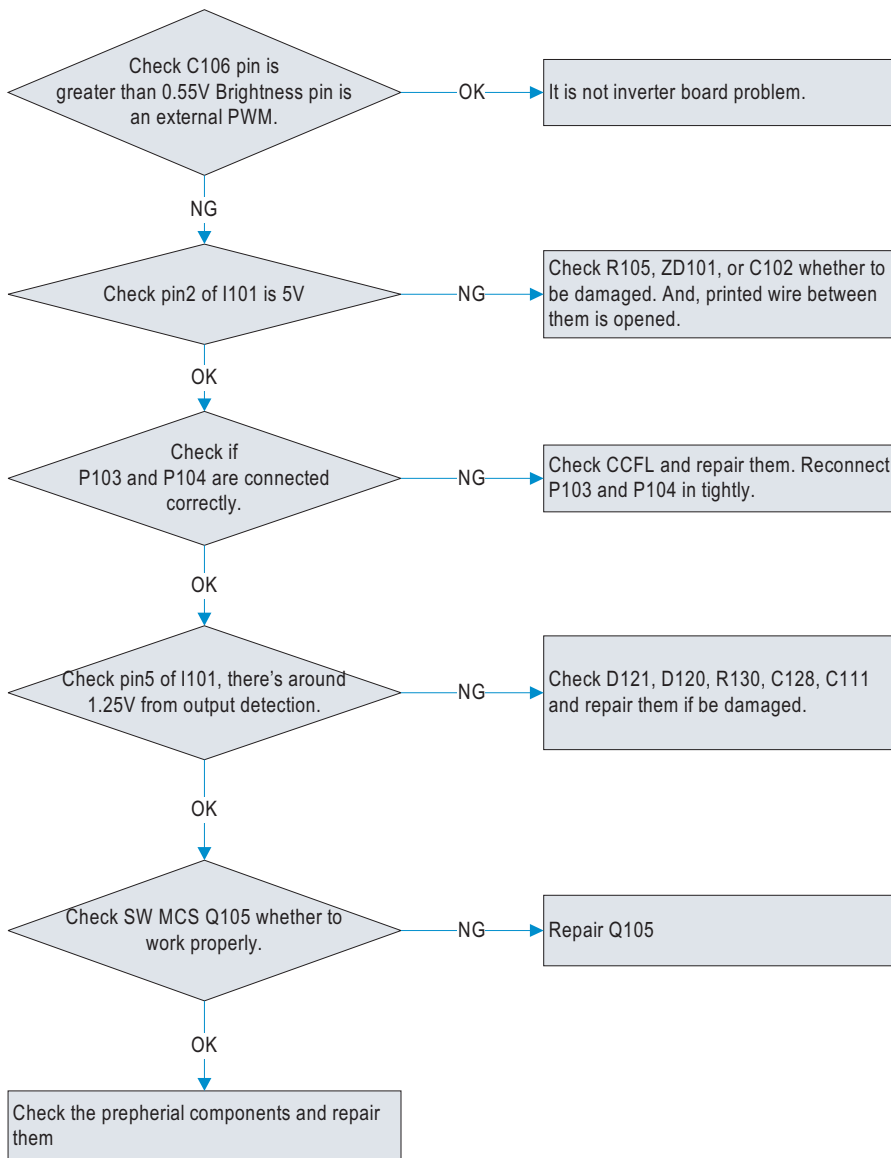 Check C106 pin is
greater than 0.55V Brightness pin is
an external PWM.
OK
It is not inverter board problem.
NG
Check pin2 of I101 is 5V
NG
Check R105, ZD101, or C102 whether to
be damaged. And, printed wire between
them is opened.
OK
Check if
P103 and P104 are connected
correctly.
NG
Check CCFL and repair them. Reconnect
P103 and P104 in tightly.
OK
Check pin5 of I101, there's around
1.25V from output detection.
NG
Check D121, D120, R130, C128, C111
and repair them if be damaged.
OK
Check SW MCS Q105 whether to
work properly.
NG
Repair Q105
OK
Check the prepherial components and repair
them